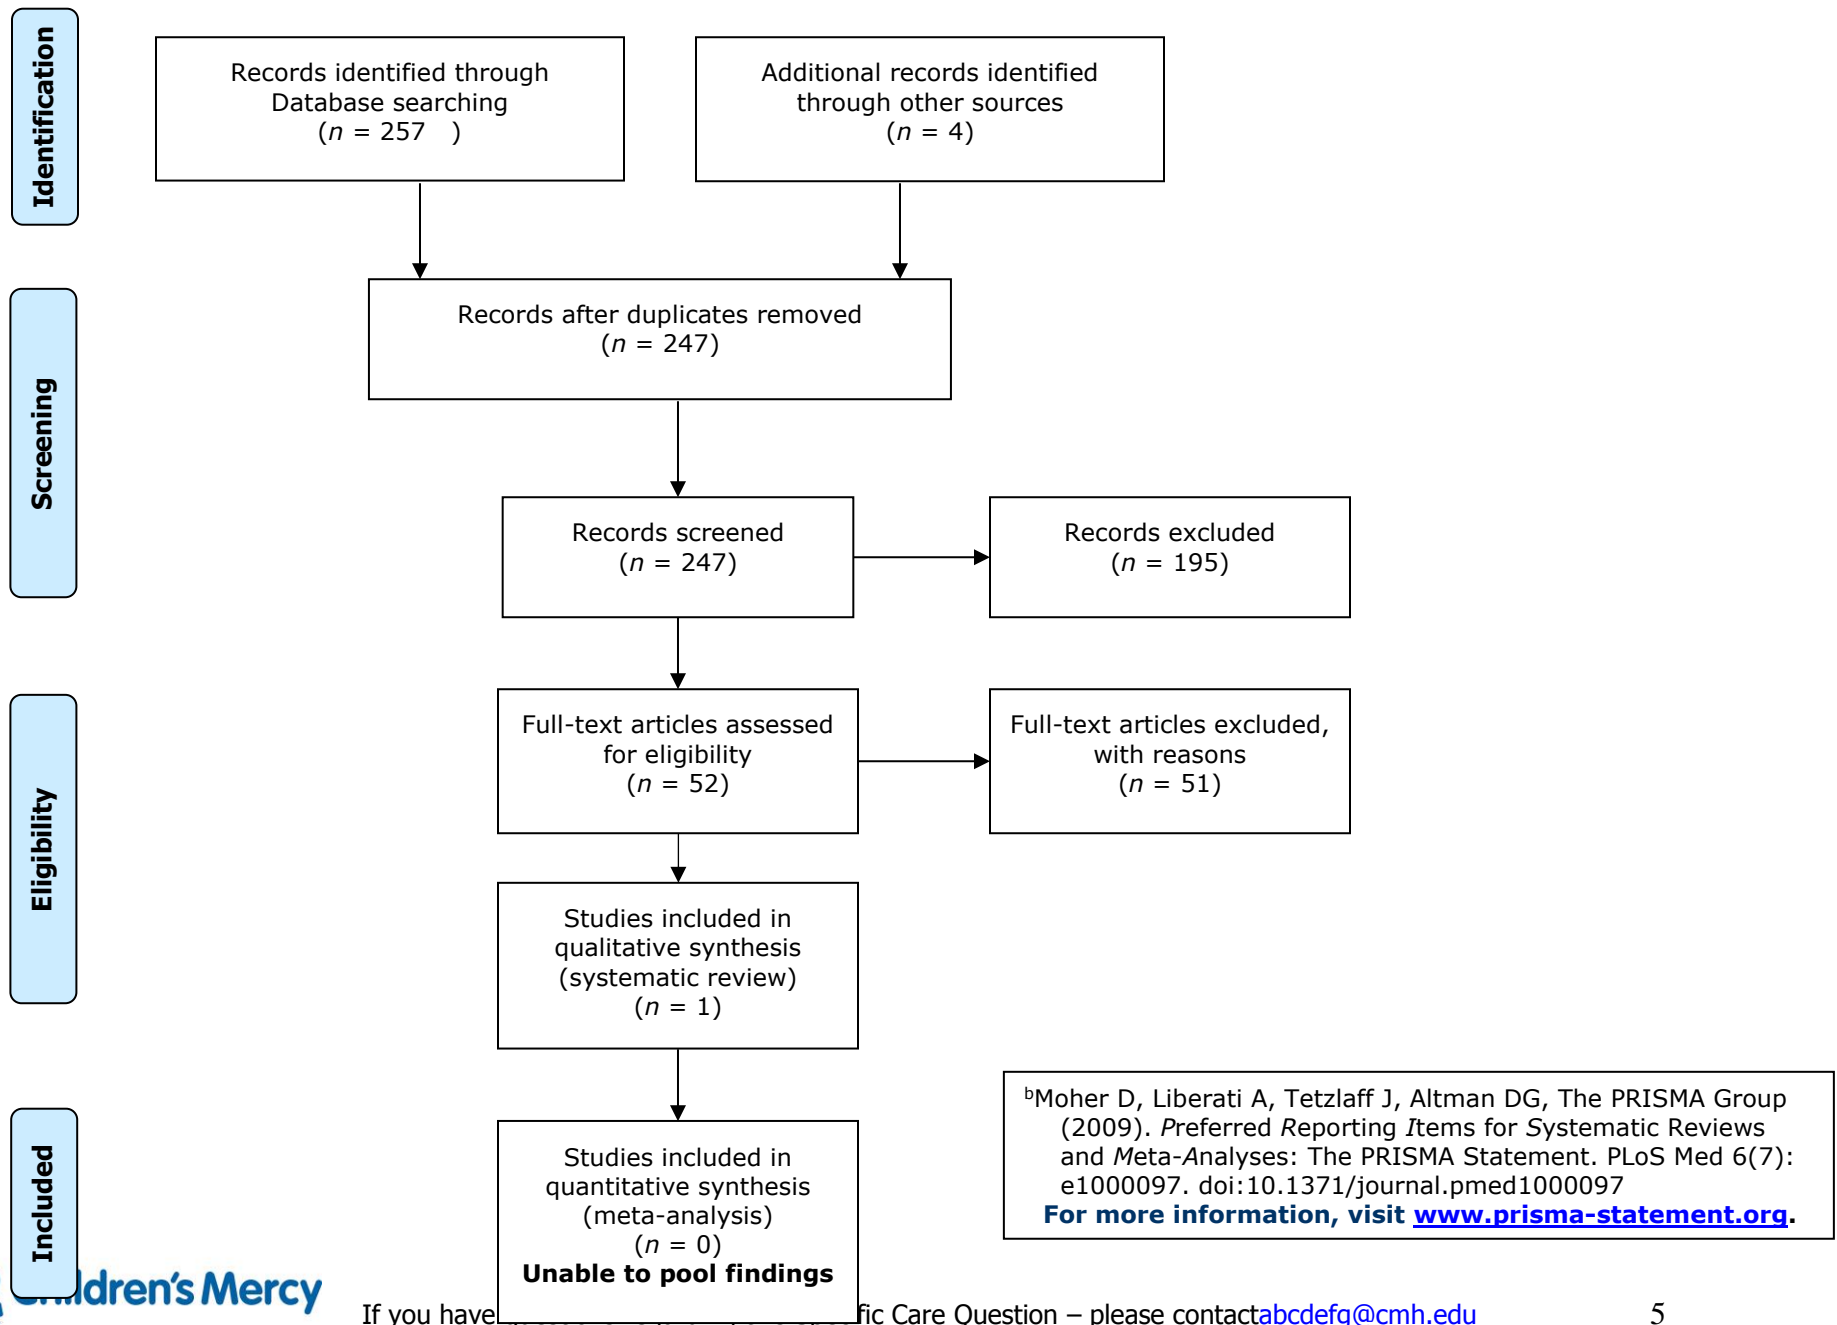 Identification
Records identified through
Database searching
(n = 257   )
Additional records identified
through other sources
(n = 4)
Records after duplicates removed
(n = 247)
Screening
Records screened
(n = 247)
Records excluded
(n = 195)
Eligibility
Full-text articles assessed
for eligibility
(n = 52)
Full-text articles excluded,
with reasons
(n = 51)
Studies included in
qualitative synthesis
(systematic review)
(n = 1)
Included
Studies included in
quantitative synthesis
(meta-analysis)
(n = 0)
Unable to pool findings
ᵇMoher D, Liberati A, Tetzlaff J, Altman DG, The PRISMA Group
(2009). Preferred Reporting Items for Systematic Reviews
and Meta-Analyses: The PRISMA Statement. PLoS Med 6(7):
e1000097. doi:10.1371/journal.pmed1000097
For more information, visit www.prisma-statement.org.
ldren's Mercy
If you have fic Care Question – please contactabcdefg@cmh.edu
5